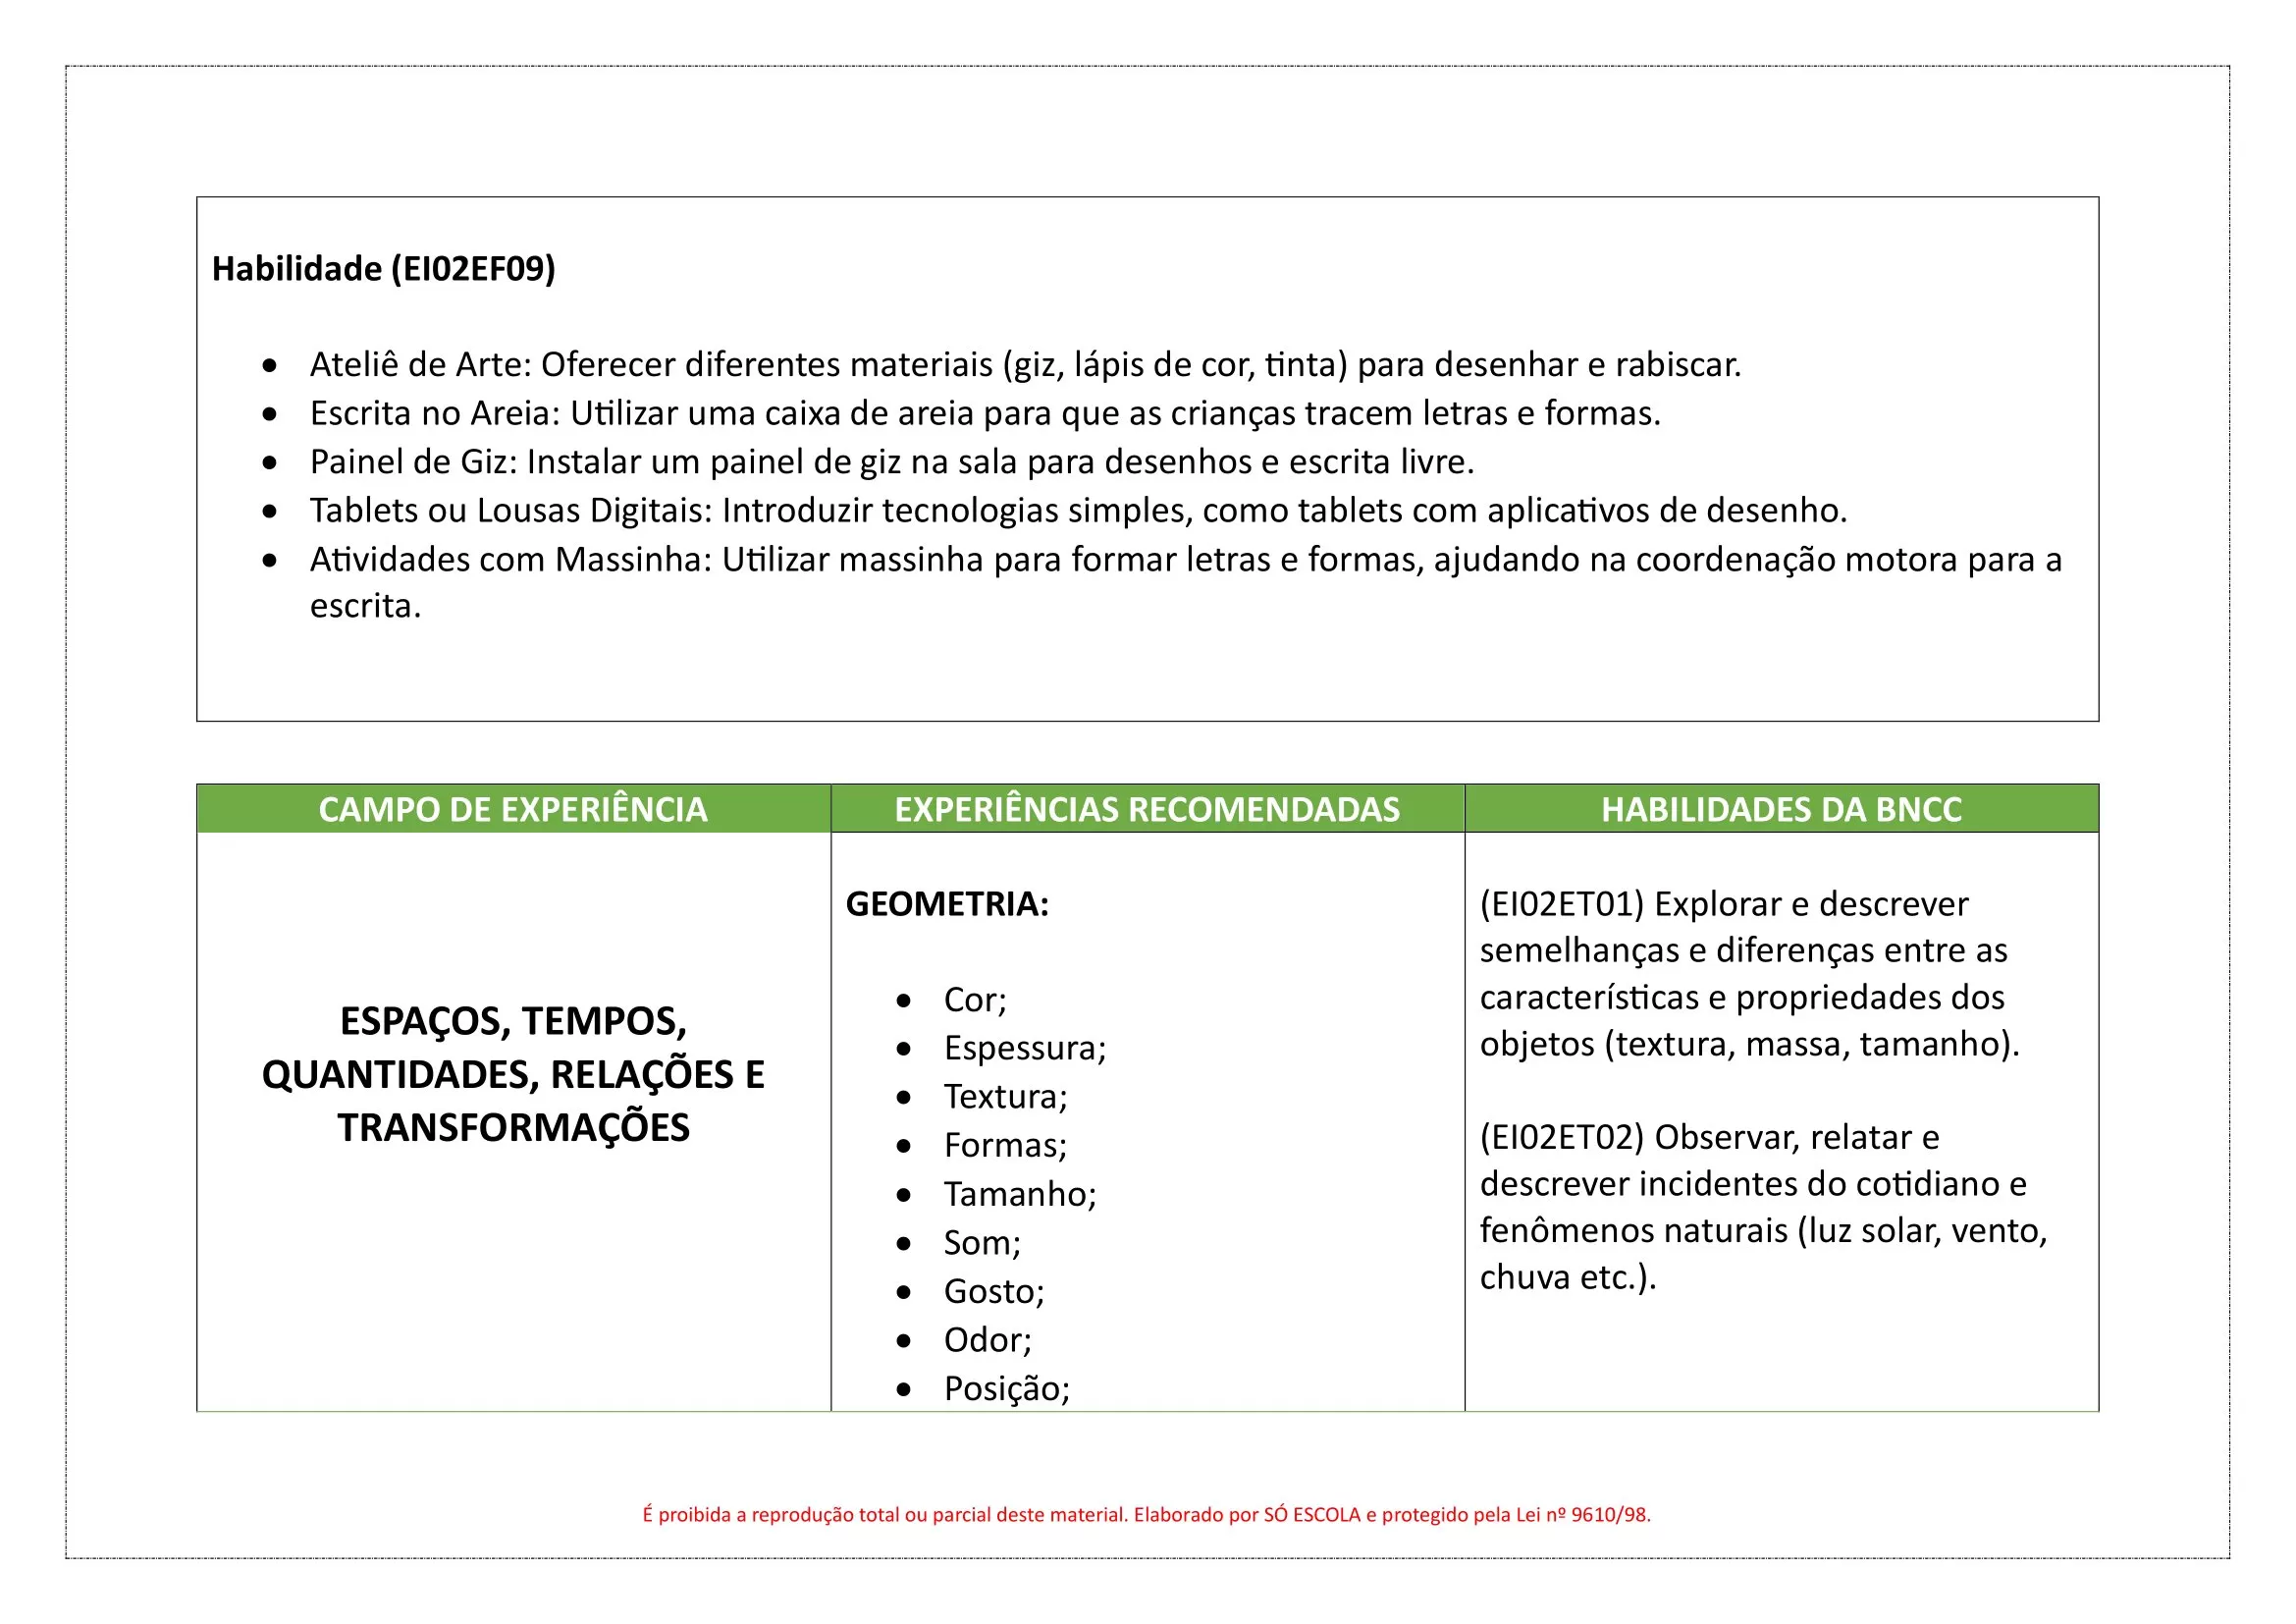 Habilidade (EI02EF09)
• Ateliê de Arte: Oferecer diferentes materiais (giz, lápis de cor, tinta) para desenhar e rabiscar.
• Escrita no Areia: Utilizar uma caixa de areia para que as crianças tracem letras e formas.
• Painel de Giz: Instalar um painel de giz na sala para desenhos e escrita livre.
• Tablets ou Lousas Digitais: Introduzir tecnologias simples, como tablets com aplicativos de desenho.
• Atividades com Massinha: Utilizar massinha para formar letras e formas, ajudando na coordenação motora para a
escrita.
CAMPO DE EXPERIÊNCIA
EXPERIÊNCIAS RECOMENDADAS
HABILIDADES DA BNCC
ESPAÇOS, TEMPOS,
QUANTIDADES, RELAÇÕES E
TRANSFORMAÇÕES
GEOMETRIA:
• Cor;
• Espessura;
• Textura;
• Formas;
• Tamanho;
• Som;
• Gosto;
• Odor;
• Posição;
(EI02ET01) Explorar e descrever
semelhanças e diferenças entre as
características e propriedades dos
objetos (textura, massa, tamanho).
(EI02ET02) Observar, relatar e
descrever incidentes do cotidiano e
fenômenos naturais (luz solar, vento,
chuva etc.).
É proibida a reprodução total ou parcial deste material. Elaborado por SÓ ESCOLA e protegido pela Lei nº 9610/98.